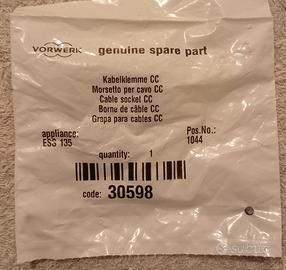 VORWERK genuine spare part
Kabelklemme CC
Morsetto per cavo CC
Cable socket CC
Borne de câble CC
Grapa para cables CC
appliance: Pos.No.:
ESS 135 1044
quantity: 1
code: 30598
subito